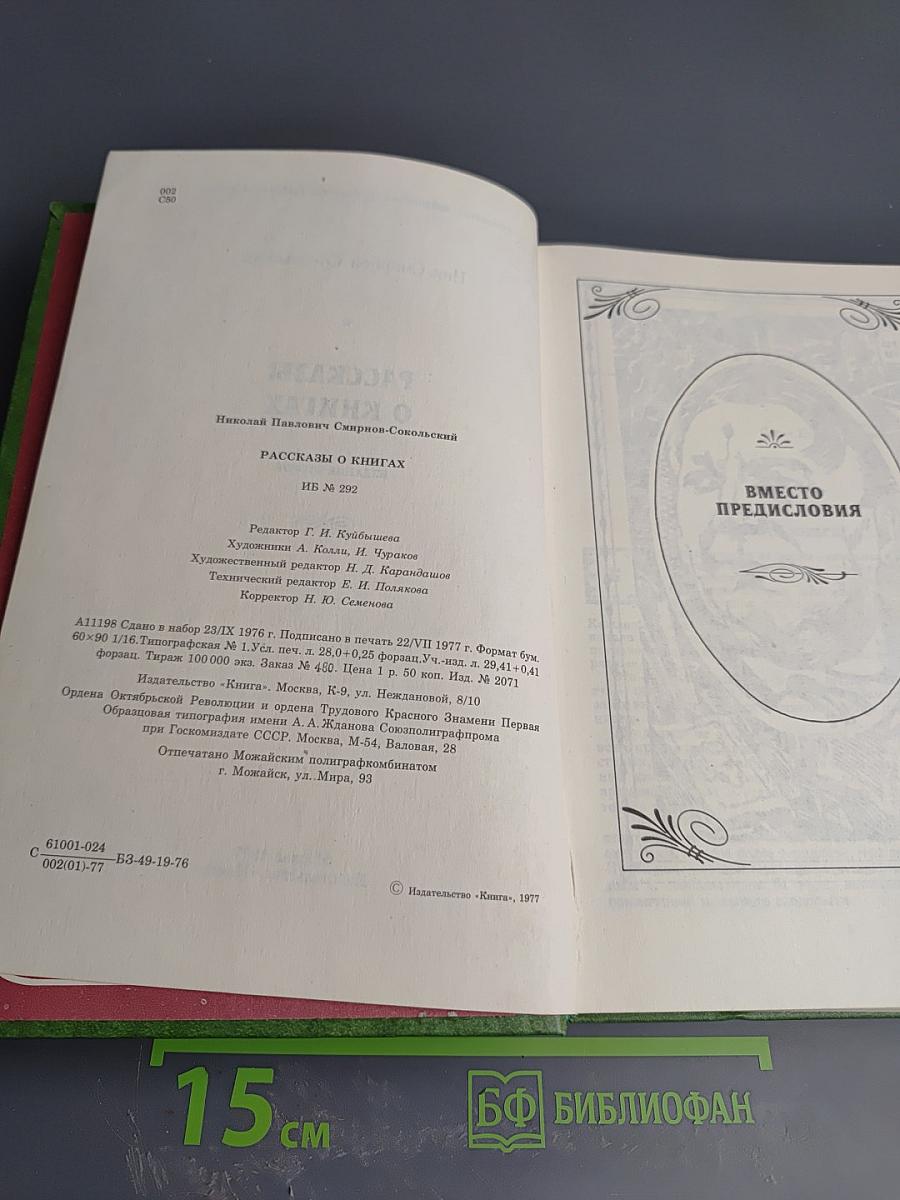 002
С50
Николай Павлович Смирнов-Сокольский
РАССКАЗЫ О КНИГАХ
ИБ № 292
Редактор Г. И. Куйбышева
Художники А. Колли, И. Чураков
Художественный редактор Н. Д. Карандашов
Технический редактор Е. И. Полякова
Корректор Н. Ю. Семенова
А11198 Сдано в набор 23/IX 1976 г. Подписано в печать 22/VII 1977 г. Формат бум.
60×90 1/16.Типографская № 1.Усл. печ. л. 28,0+0,25 форзац.Уч.-изд. л. 29,41+0,41
форзац. Тираж 100 000 экз. Заказ № 480. Цена 1 р. 50 коп. Изд. № 2071
Издательство «Книга». Москва, К-9, ул. Неждановой, 8/10
Ордена Октябрьской Революции и ордена Трудового Красного Знамени Первая
Образцовая типография имени А. А. Жданова Союзполиграфпрома
при Госкомиздате СССР. Москва, М-54, Валовая, 28
Отпечатано Можайским полиграфкомбинатом
г. Можайск, ул. Мира, 93
С 61001-024
002(01)-77 БЗ-49-19-76
© Издательство «Книга», 1977
ВМЕСТО
ПРЕДИСЛОВИЯ
15 см
БФ БИБЛИОФАН